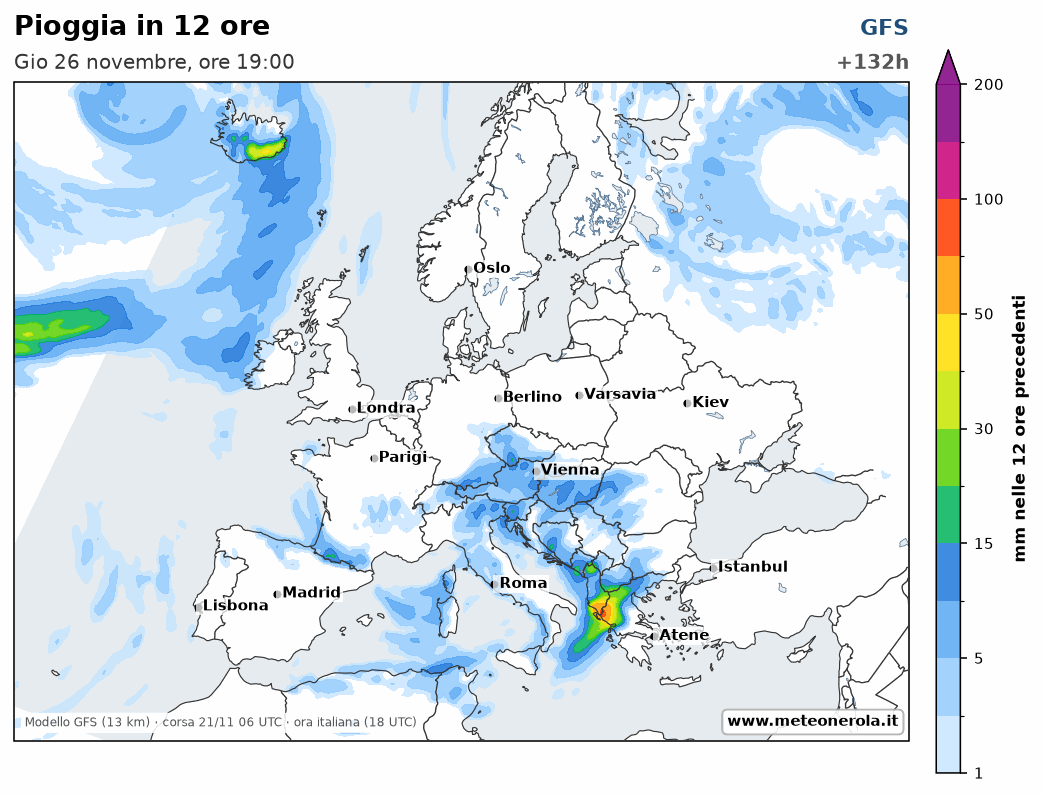 Pioggia in 12 ore
GFS
Gio 26 novembre, ore 19:00
+132h
200
100
50
30
15
5
1
mm nelle 12 ore precedenti
Oslo
Berlino
Varsavia
Kiev
Londra
Parigi
Vienna
Istanbul
Roma
Madrid
Lisbona
Atene
Modello GFS (13 km) · corsa 21/11 06 UTC · ora italiana (18 UTC)
www.meteonerola.it